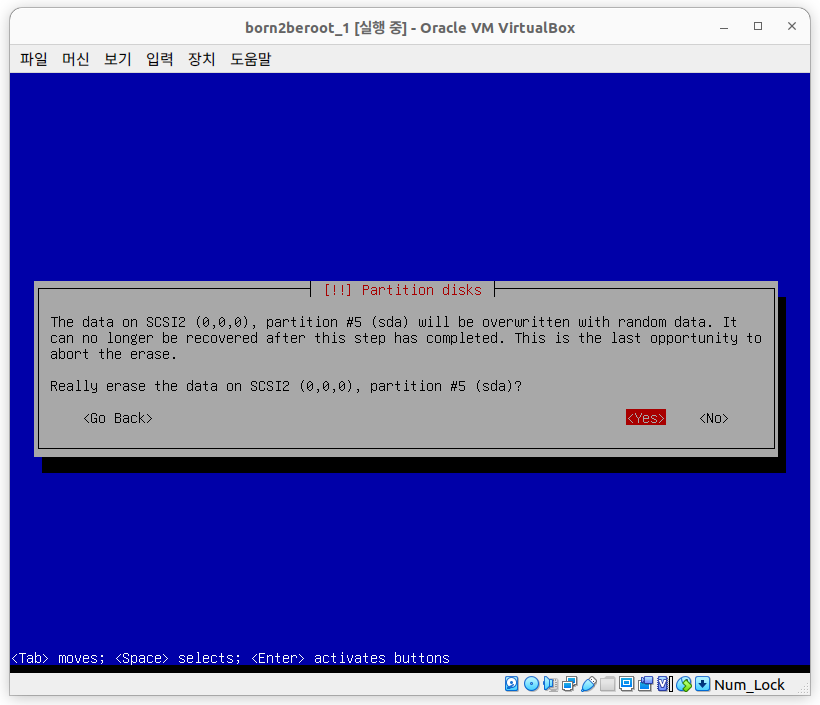 born2beroot_1 [실행 중] - Oracle VM VirtualBox
파일 머신 보기 입력 장치 도움말
[!!] Partition disks
The data on SCSI2 (0,0,0), partition #5 (sda) will be overwritten with random data. It
can no longer be recovered after this step has completed. This is the last opportunity to
abort the erase.
Really erase the data on SCSI2 (0,0,0), partition #5 (sda)?
<Go Back> <Yes> <No>
<Tab> moves; <Space> selects; <Enter> activates buttons
Num_Lock